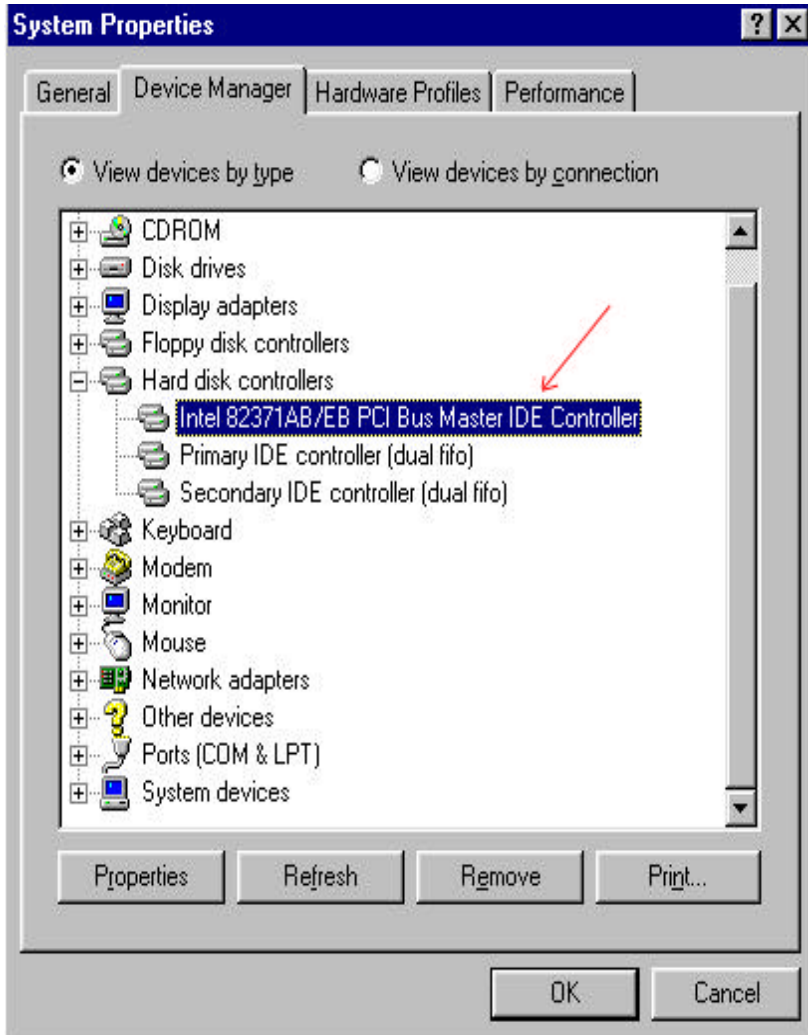 System Properties
General Device Manager Hardware Profiles Performance
View devices by type View devices by connection
CDROM
Disk drives
Display adapters
Floppy disk controllers
Hard disk controllers
Intel 82371AB/EB PCI Bus Master IDE Controller
Primary IDE controller (dual fifo)
Secondary IDE controller (dual fifo)
Keyboard
Modem
Monitor
Mouse
Network adapters
Other devices
Ports (COM & LPT)
System devices
Properties Refresh Remove Print...
OK Cancel